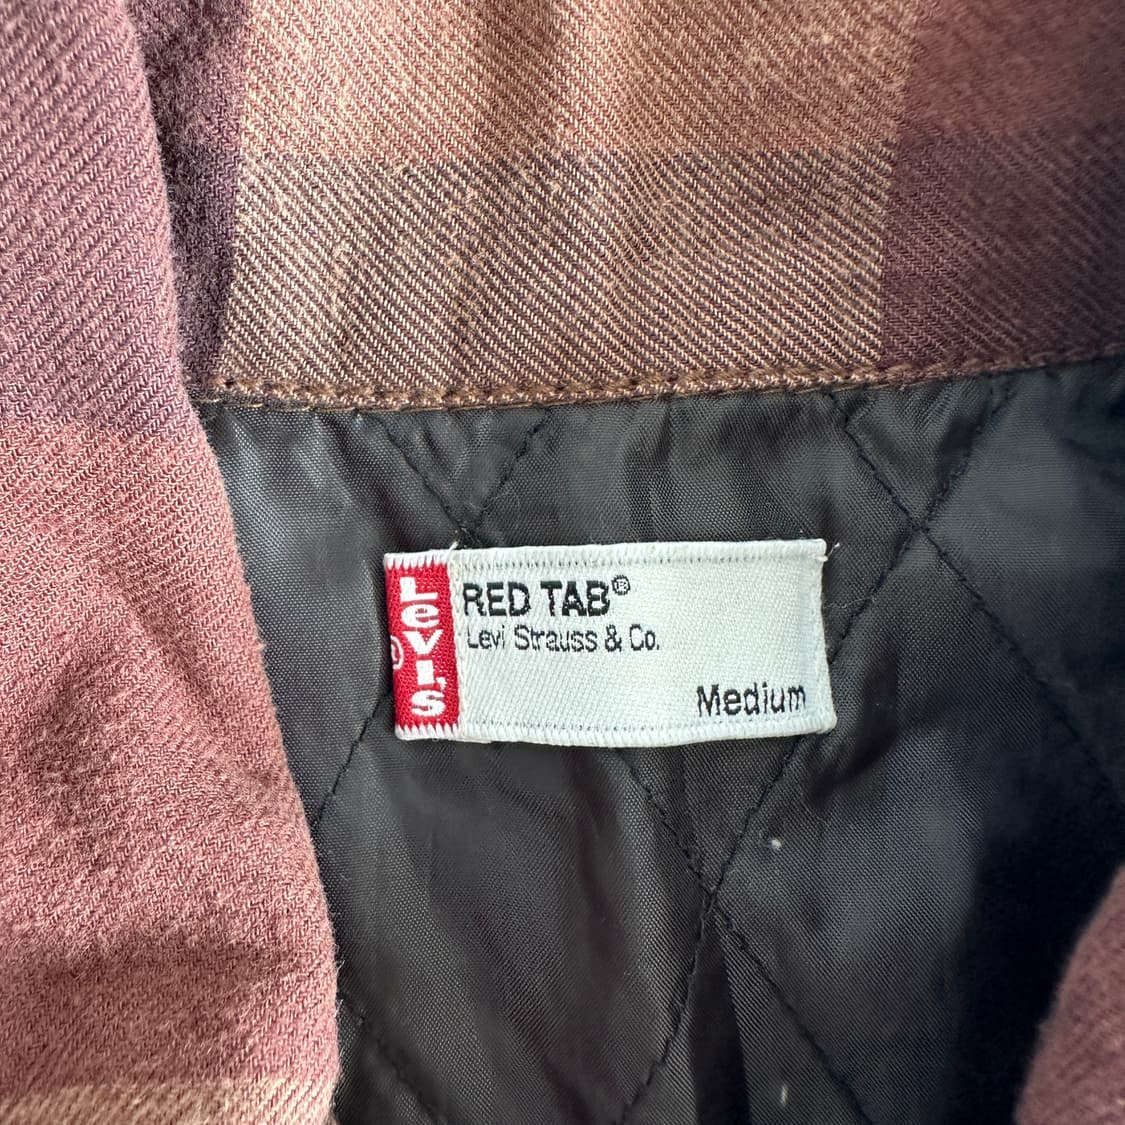 Levi's
®
RED TAB®
Levi Strauss & Co.
Medium